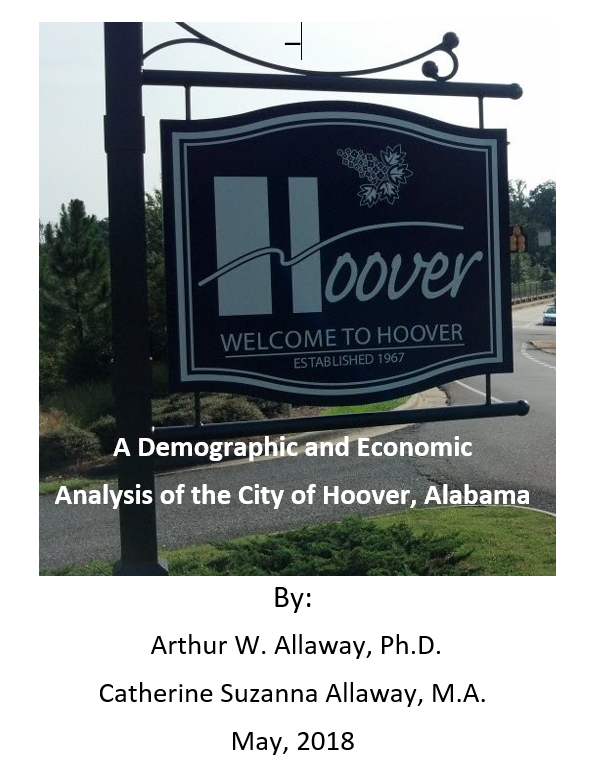 Hoover
WELCOME TO HOOVER
ESTABLISHED 1967
A Demographic and Economic
Analysis of the City of Hoover, Alabama
By:
Arthur W. Allaway, Ph.D.
Catherine Suzanna Allaway, M.A.
May, 2018